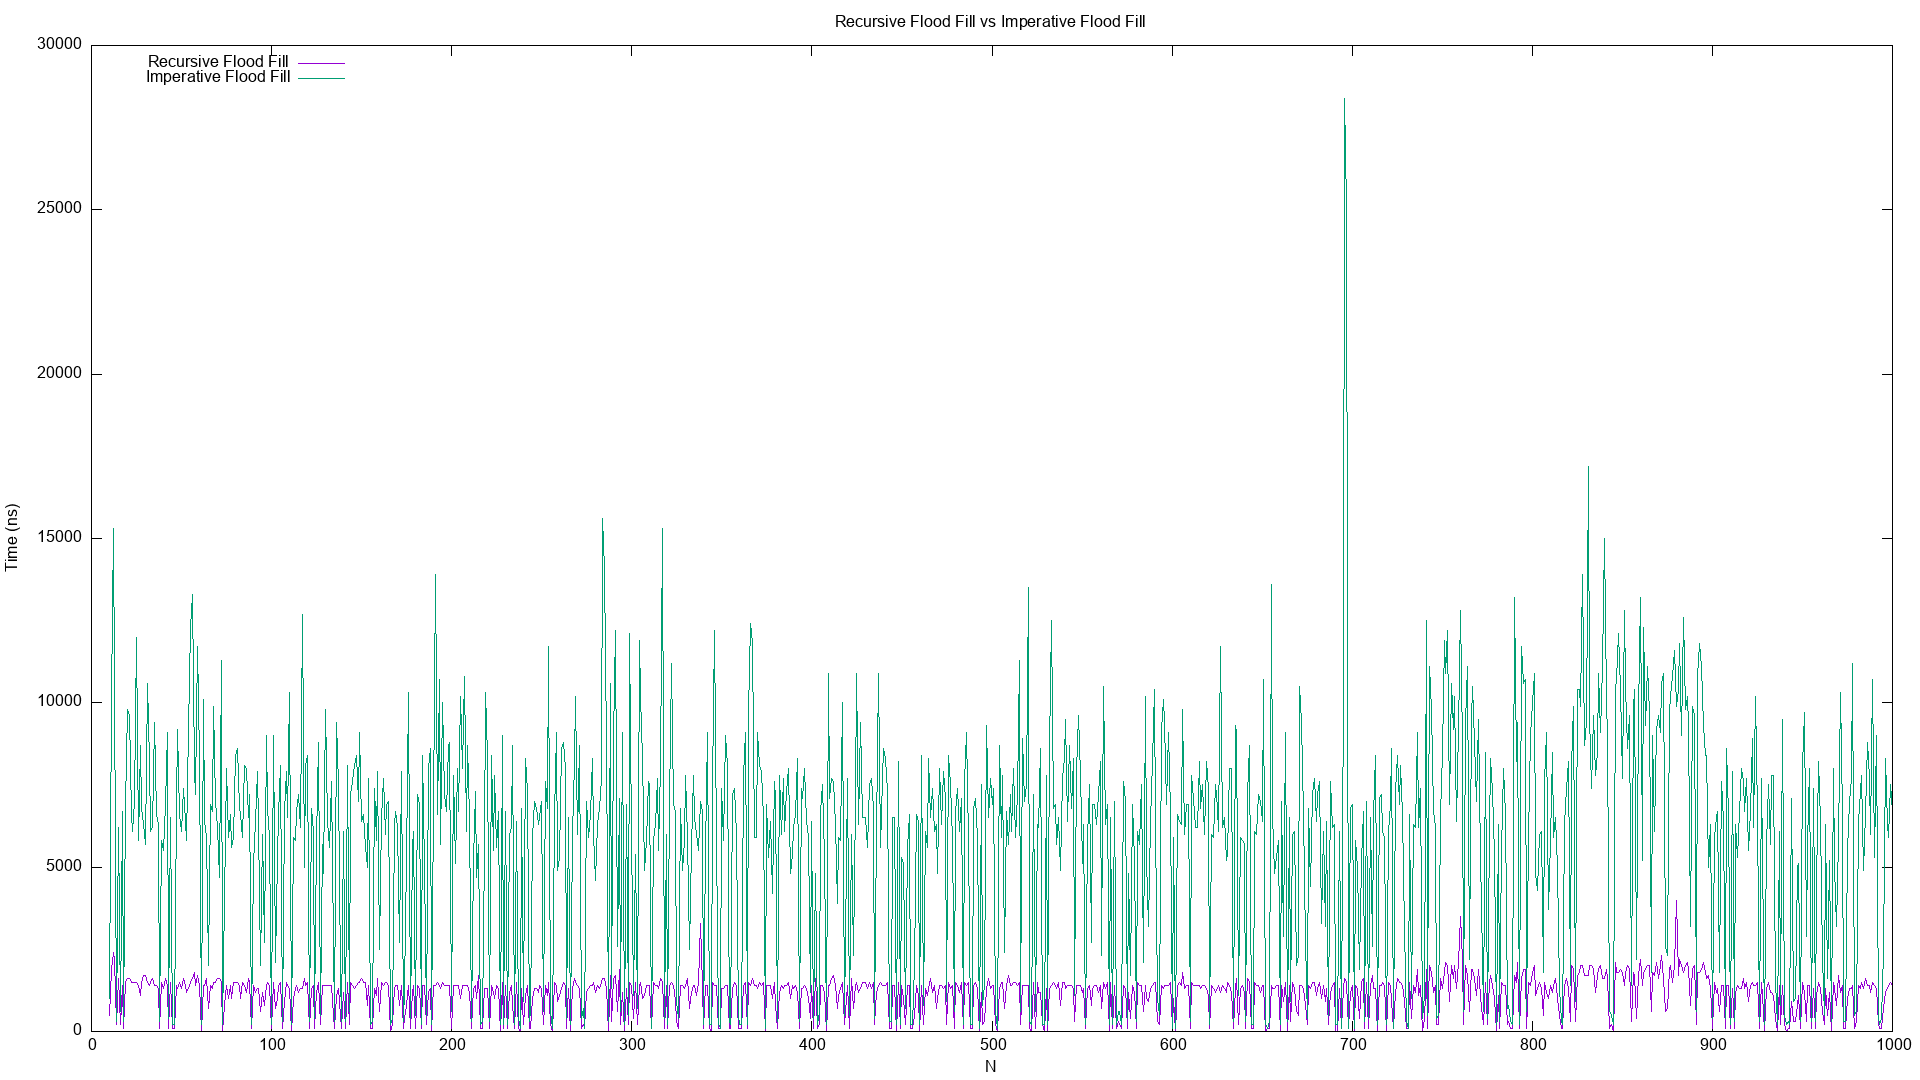 Recursive Flood Fill vs Imperative Flood Fill
30000
25000
20000
15000
10000
5000
0
Recursive Flood Fill
Imperative Flood Fill
Time (ns)
0 100 200 300 400 500 600 700 800 900 1000
N